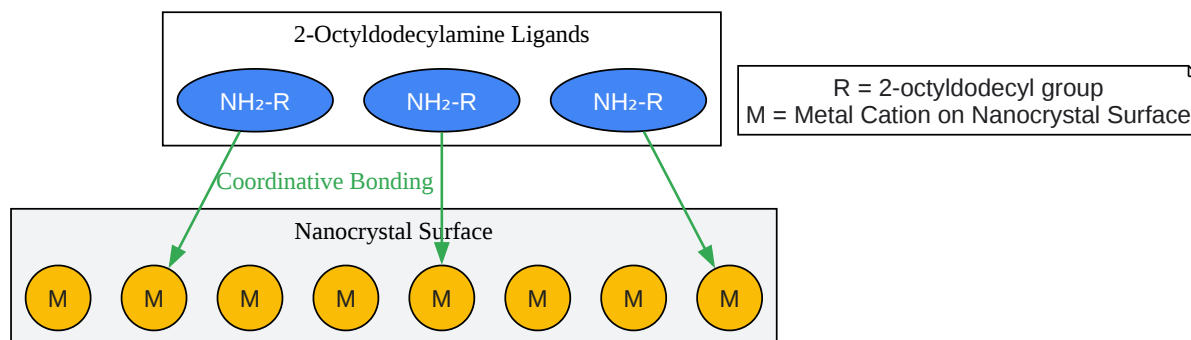 2-Octyldodecylamine Ligands
NH₂-R
NH₂-R
NH₂-R
R = 2-octyldodecyl group
M = Metal Cation on Nanocrystal Surface
Coordinative Bonding
Nanocrystal Surface
M
M
M
M
M
M
M
M